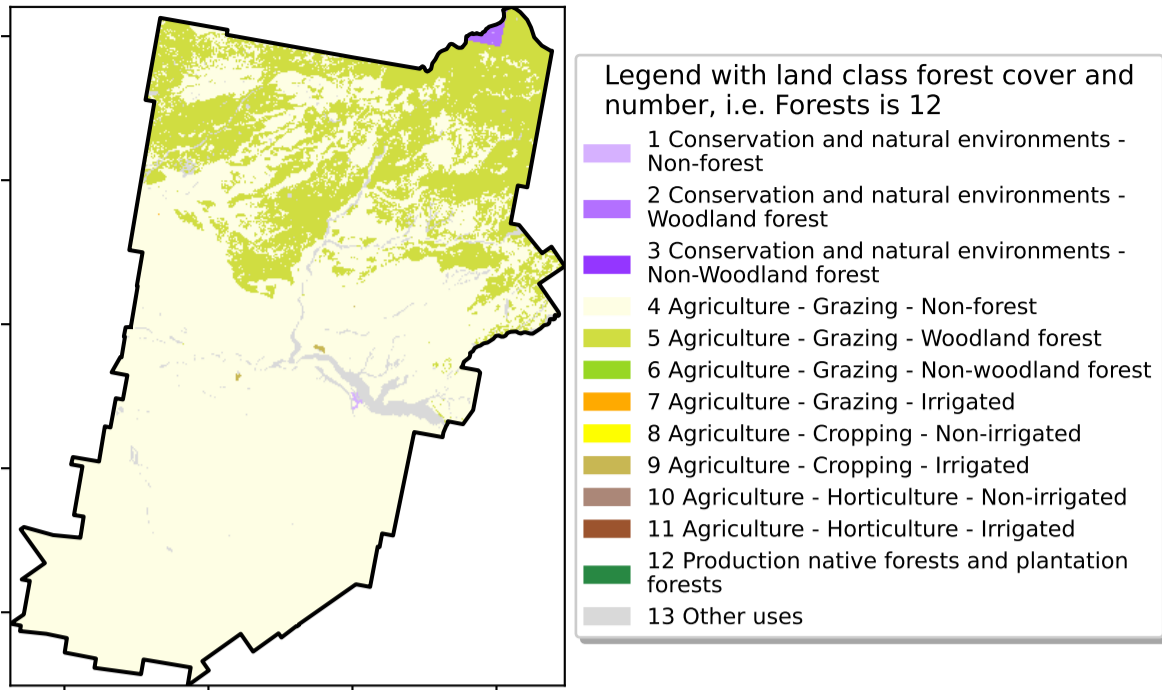 Legend with land class forest cover and
number, i.e. Forests is 12
1 Conservation and natural environments -
Non-forest
2 Conservation and natural environments -
Woodland forest
3 Conservation and natural environments -
Non-Woodland forest
4 Agriculture - Grazing - Non-forest
5 Agriculture - Grazing - Woodland forest
6 Agriculture - Grazing - Non-woodland forest
7 Agriculture - Grazing - Irrigated
8 Agriculture - Cropping - Non-irrigated
9 Agriculture - Cropping - Irrigated
10 Agriculture - Horticulture - Non-irrigated
11 Agriculture - Horticulture - Irrigated
12 Production native forests and plantation
forests
13 Other uses